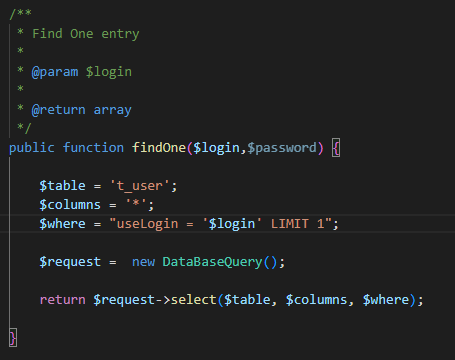 /**
* Find One entry
*
* @param $login
*
* @return array
*/
public function findOne($login,$password) {
$table = 't_user';
$columns = '*';
$where = "useLogin = '$login' LIMIT 1";
$request =  new DataBaseQuery();
return $request->select($table, $columns, $where);
}